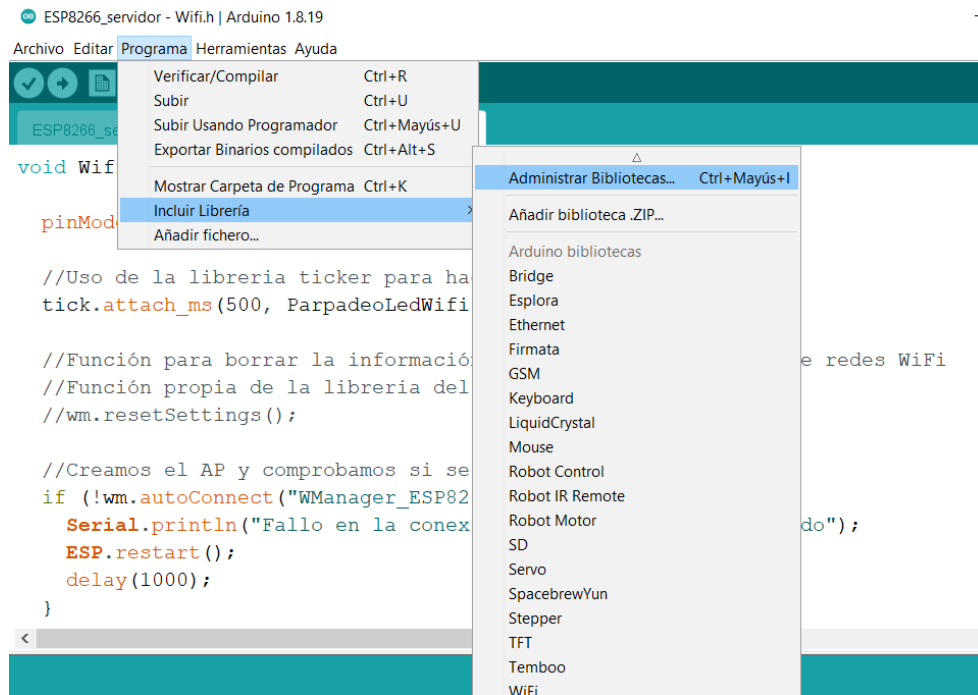 ESP8266_servidor - Wifi.h | Arduino 1.8.19
Archivo Editar Programa Herramientas Ayuda
Verificar/Compilar Ctrl+R
Subir Ctrl+U
Subir Usando Programador Ctrl+Mayús+U
Exportar Binarios compilados Ctrl+Alt+S
Mostrar Carpeta de Programa Ctrl+K
Incluir Librería
Añadir fichero...
Administrar Bibliotecas... Ctrl+Mayús+I
Añadir biblioteca .ZIP...
Arduino bibliotecas
Bridge
Esplora
Ethernet
Firmata
GSM
Keyboard
LiquidCrystal
Mouse
Robot Control
Robot IR Remote
Robot Motor
SD
Servo
SpacebrewYun
Stepper
TFT
Temboo
WiFi
ESP8266_se
void Wif
pinMod
//Uso de la libreria ticker para ha
tick.attach_ms(500, ParpadeoLedWifi
//Función para borrar la informació e redes WiFi
//Función propia de la libreria del
//wm.resetSettings();
//Creamos el AP y comprobamos si se
if (!wm.autoConnect("WManager_ESP82
Serial.println("Fallo en la conex do");
ESP.restart();
delay(1000);
}